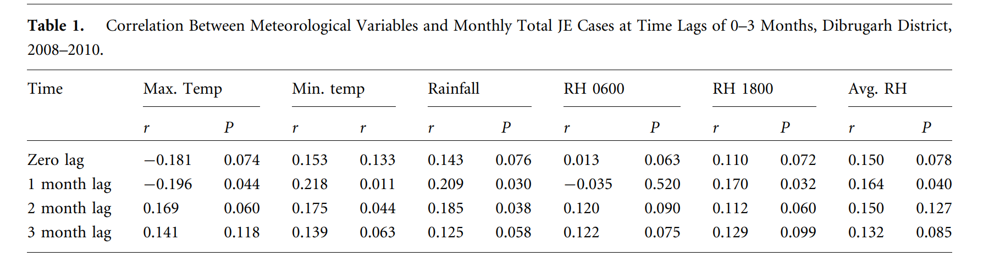 Table 1. Correlation Between Meteorological Variables and Monthly Total JE Cases at Time Lags of 0–3 Months, Dibrugarh District,
2008–2010.
Time Max. Temp Min. temp Rainfall RH 0600 RH 1800 Avg. RH
r P r r r P r P r P r P
Zero lag −0.181 0.074 0.153 0.133 0.143 0.076 0.013 0.063 0.110 0.072 0.150 0.078
1 month lag −0.196 0.044 0.218 0.011 0.209 0.030 −0.035 0.520 0.170 0.032 0.164 0.040
2 month lag 0.169 0.060 0.175 0.044 0.185 0.038 0.120 0.090 0.112 0.060 0.150 0.127
3 month lag 0.141 0.118 0.139 0.063 0.125 0.058 0.122 0.075 0.129 0.099 0.132 0.085